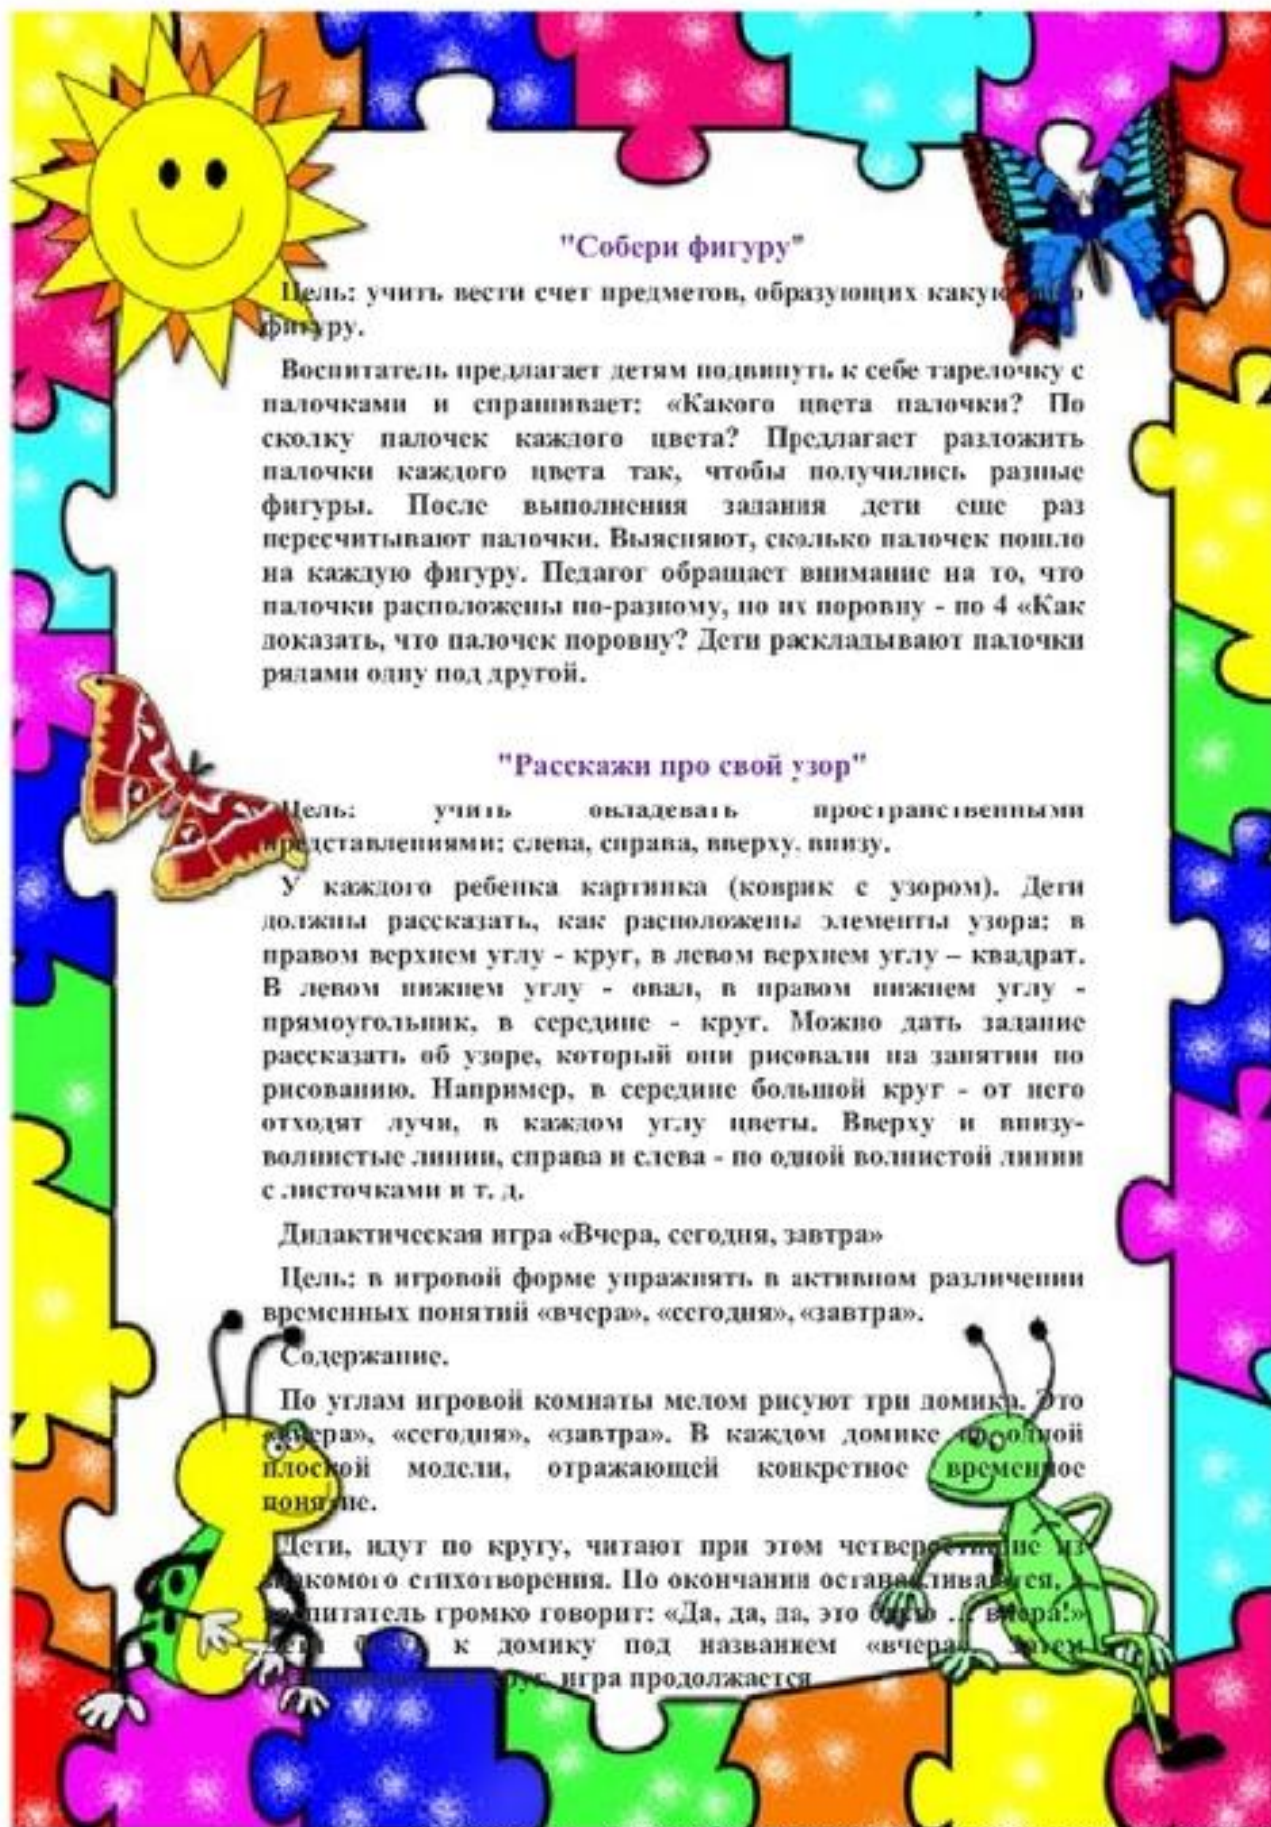 "Собери фигуру"
Цель: учить вести счет предметов, образующих
фигуру.
Воспитатель предлагает детям подвинуть к себе тарелочку с
палочками и спрашивает: «Какого цвета палочки? По
сколку палочек каждого цвета? Предлагает разложить
палочки каждого цвета так, чтобы получились разные
фигуры. После выполнения задания дети еще раз
пересчитывают палочки. Выясняют, сколько палочек пошло
на каждую фигуру. Педагог обращает внимание на то, что
палочки расположены по-разному, но их поровну - по 4 «Как
доказать, что палочек поровну? Дети раскладывают палочки
рядами одну под другой.
"Расскажи про свой узор"
Цель: учить овладевать пространственными
представлениями: слева, справа, вверху, внизу.
У каждого ребенка картинка (коврик с узором). Дети
должны рассказать, как расположены элементы узора: в
правом верхнем углу - круг, в левом верхнем углу – квадрат.
В левом нижнем углу - овал, в правом нижнем углу -
прямоугольник, в середине - круг. Можно дать задание
рассказать об узоре, который они рисовали на занятии по
рисованию. Например, в середине большой круг - от него
отходят лучи, в каждом углу цветы. Вверху и внизу-
волнистые линии, справа и слева - по одной волнистой линии
с листочками и т. д.
Дидактическая игра «Вчера, сегодня, завтра»
Цель: в игровой форме упражнять в активном различении
временных понятий «вчера», «сегодня», «завтра».
Содержание.
По углам игровой комнаты мелом рисуют три домика. Это
«вчера», «сегодня», «завтра». В каждом домике по одной
плоской модели, отражающей конкретное временное
понятие.
Дети, идут по кругу, читают при этом четверостишие из
знакомого стихотворения. По окончании останавливаются, а
воспитатель громко говорит: «Да, да, да, это было … вчера!»
к домику под названием «вчера». Затем
круг, игра продолжается